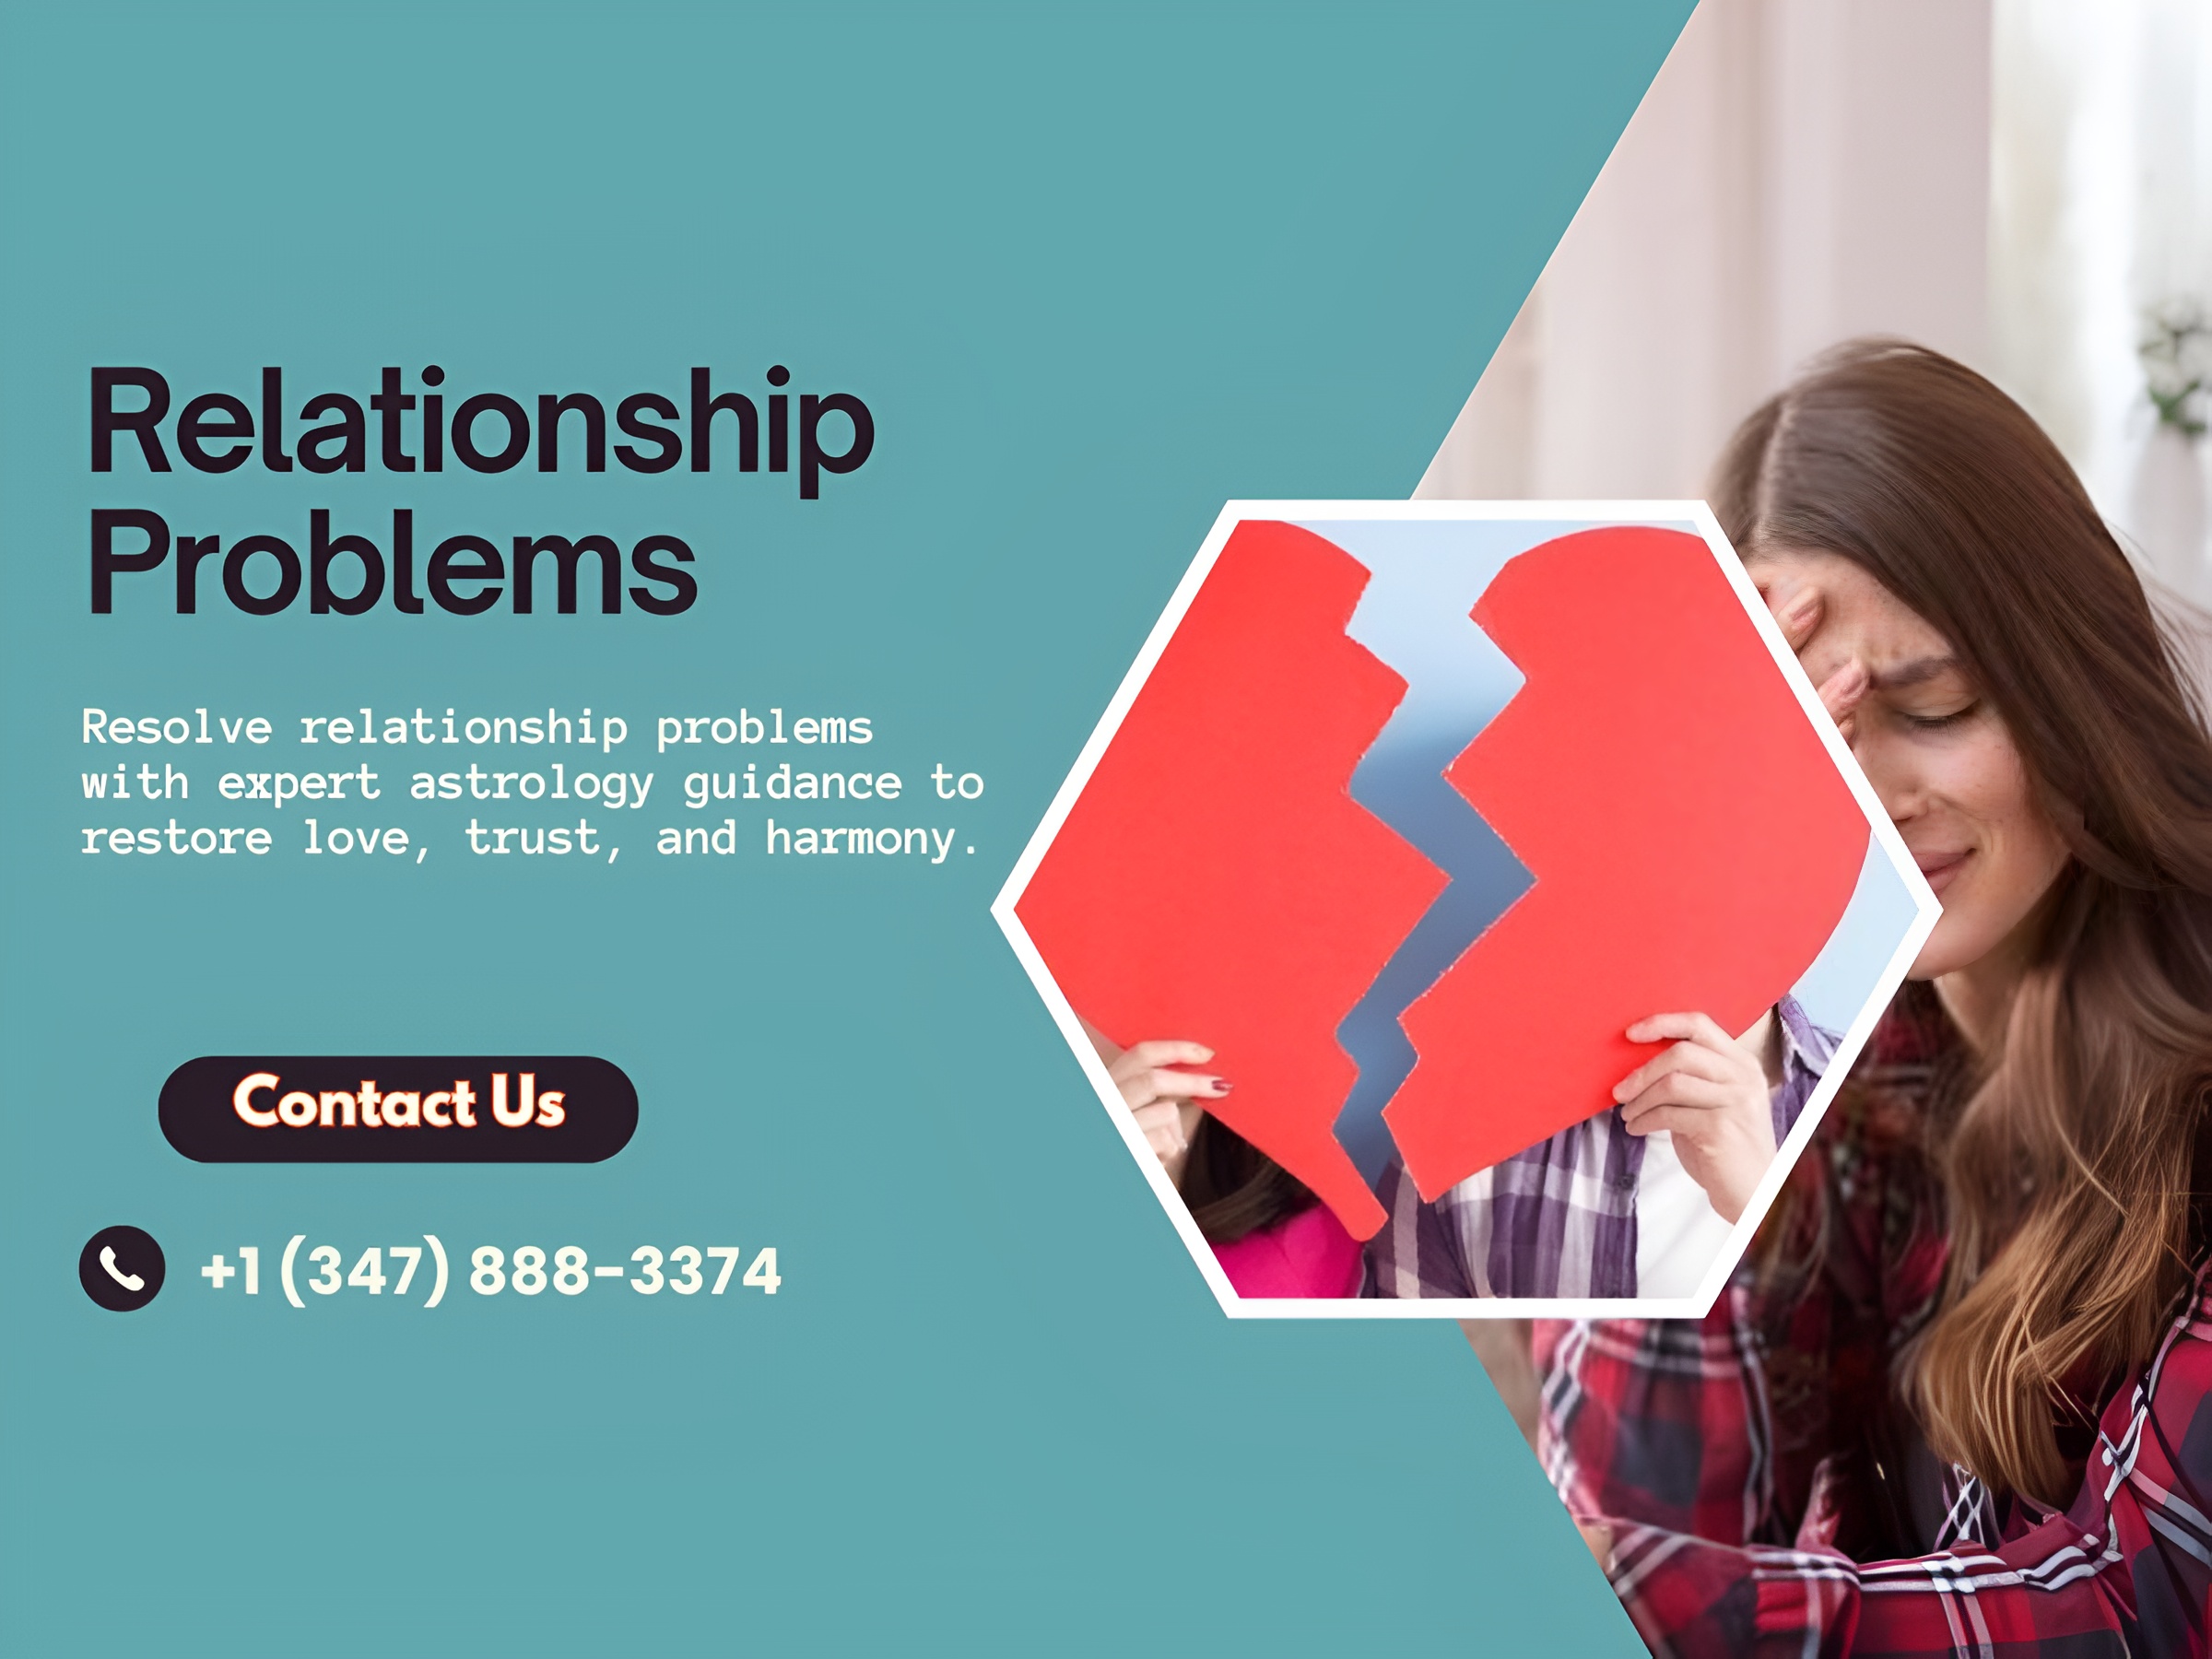 Relationship
Problems
Resolve relationship problems
with expert astrology guidance to
restore love, trust, and harmony.
Contact Us
+1 (347) 888-3374